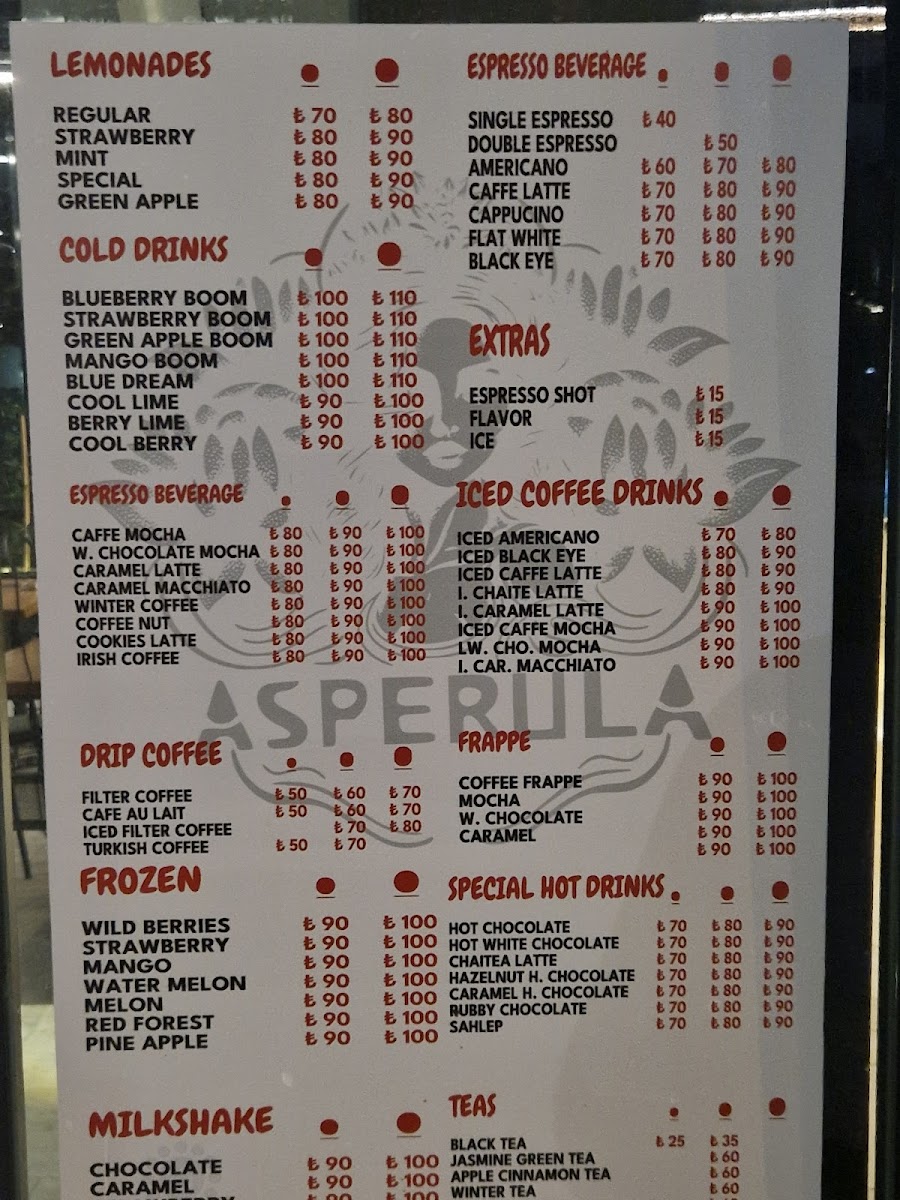 LEMONADES
REGULAR ₺ 70 ₺ 80
STRAWBERRY ₺ 80 ₺ 90
MINT ₺ 80 ₺ 90
SPECIAL ₺ 80 ₺ 90
GREEN APPLE ₺ 80 ₺ 90
COLD DRINKS
BLUEBERRY BOOM ₺ 100 ₺ 110
STRAWBERRY BOOM ₺ 100 ₺ 110
GREEN APPLE BOOM ₺ 100 ₺ 110
MANGO BOOM ₺ 100 ₺ 110
BLUE DREAM ₺ 100 ₺ 110
COOL LIME ₺ 90 ₺ 100
BERRY LIME ₺ 90 ₺ 100
COOL BERRY ₺ 90 ₺ 100
ESPRESSO BEVERAGE
CAFFE MOCHA ₺ 80 ₺ 90 ₺ 100
W. CHOCOLATE MOCHA ₺ 80 ₺ 90 ₺ 100
CARAMEL LATTE ₺ 80 ₺ 90 ₺ 100
CARAMEL MACCHIATO ₺ 80 ₺ 90 ₺ 100
WINTER COFFEE ₺ 80 ₺ 90 ₺ 100
COFFEE NUT ₺ 80 ₺ 90 ₺ 100
COOKIES LATTE ₺ 80 ₺ 90 ₺ 100
IRISH COFFEE ₺ 80 ₺ 90 ₺ 100
DRIP COFFEE
FILTER COFFEE ₺ 50 ₺ 60 ₺ 70
CAFE AU LAIT ₺ 50 ₺ 60 ₺ 70
ICED FILTER COFFEE ₺ 70 ₺ 80
TURKISH COFFEE ₺ 50 ₺ 70
FROZEN
WILD BERRIES ₺ 90 ₺ 100
STRAWBERRY ₺ 90 ₺ 100
MANGO ₺ 90 ₺ 100
WATER MELON ₺ 90 ₺ 100
MELON ₺ 90 ₺ 100
RED FOREST ₺ 90 ₺ 100
PINE APPLE ₺ 90 ₺ 100
MILKSHAKE
CHOCOLATE ₺ 90 ₺ 100
CARAMEL ₺ 90 ₺ 100
ESPRESSO BEVERAGE
SINGLE ESPRESSO ₺ 40
DOUBLE ESPRESSO ₺ 50
AMERICANO ₺ 60 ₺ 70 ₺ 80
CAFFE LATTE ₺ 70 ₺ 80 ₺ 90
CAPPUCINO ₺ 70 ₺ 80 ₺ 90
FLAT WHITE ₺ 70 ₺ 80 ₺ 90
BLACK EYE ₺ 70 ₺ 80 ₺ 90
EXTRAS
ESPRESSO SHOT ₺ 15
FLAVOR ₺ 15
ICE ₺ 15
ICED COFFEE DRINKS
ICED AMERICANO ₺ 70 ₺ 80
ICED BLACK EYE ₺ 80 ₺ 90
ICED CAFFE LATTE ₺ 80 ₺ 90
I. CHAITE LATTE ₺ 80 ₺ 90
I. CARAMEL LATTE ₺ 90 ₺ 100
ICED CAFFE MOCHA ₺ 90 ₺ 100
I.W. CHO. MOCHA ₺ 90 ₺ 100
I. CAR. MACCHIATO ₺ 90 ₺ 100
ASPERULA
FRAPPE
COFFEE FRAPPE ₺ 90 ₺ 100
MOCHA ₺ 90 ₺ 100
W. CHOCOLATE ₺ 90 ₺ 100
CARAMEL ₺ 90 ₺ 100
₺ 90 ₺ 100
SPECIAL HOT DRINKS
HOT CHOCOLATE ₺ 70 ₺ 80 ₺ 90
HOT WHITE CHOCOLATE ₺ 70 ₺ 80 ₺ 90
CHAITEA LATTE ₺ 70 ₺ 80 ₺ 90
HAZELNUT H. CHOCOLATE ₺ 70 ₺ 80 ₺ 90
CARAMEL H. CHOCOLATE ₺ 70 ₺ 80 ₺ 90
RUBBY CHOCOLATE ₺ 70 ₺ 80 ₺ 90
SAHLEP ₺ 70 ₺ 80 ₺ 90
TEAS
BLACK TEA ₺ 25 ₺ 35
JASMINE GREEN TEA ₺ 60
APPLE CINNAMON TEA ₺ 60
WINTER TEA ₺ 60